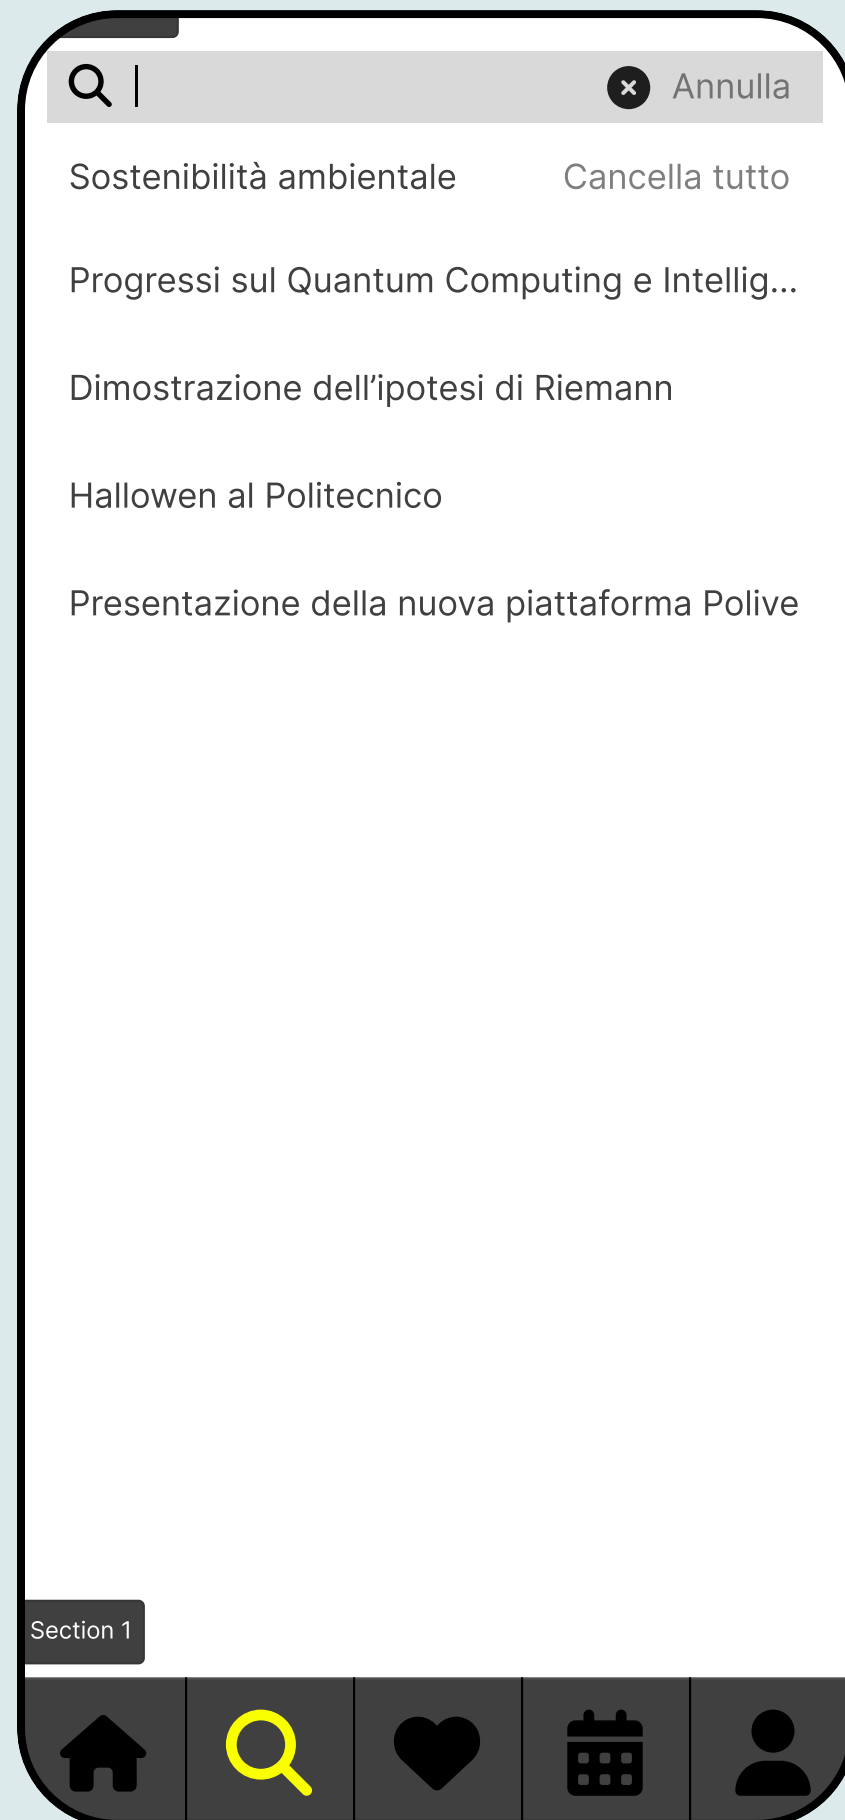 Annulla
Sostenibilità ambientale Cancella tutto
Progressi sul Quantum Computing e Intellig...
Dimostrazione dell’ipotesi di Riemann
Hallowen al Politecnico
Presentazione della nuova piattaforma Polive
Section 1